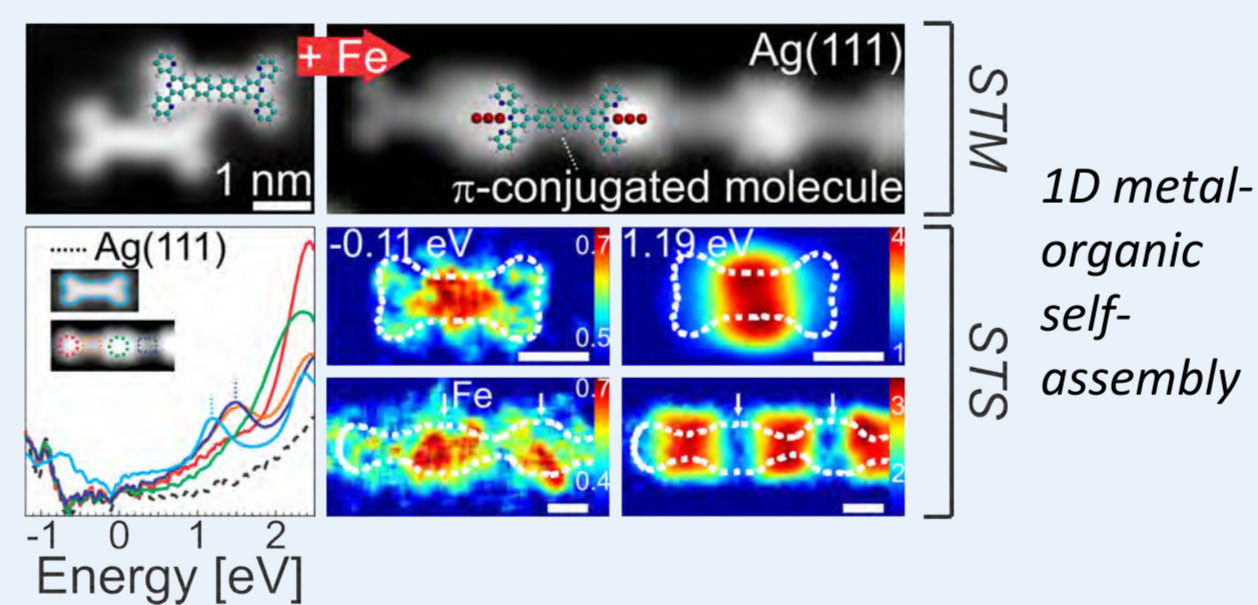 + Fe
Ag(111)
1 nm
π-conjugated molecule
STM
Ag(111)
-0.11 eV
0.7
0.5
1.19 eV
4
1
Fe
0.7
0.4
3
2
STS
-1 0 1 2
Energy [eV]
1D metal-
organic
self-
assembly